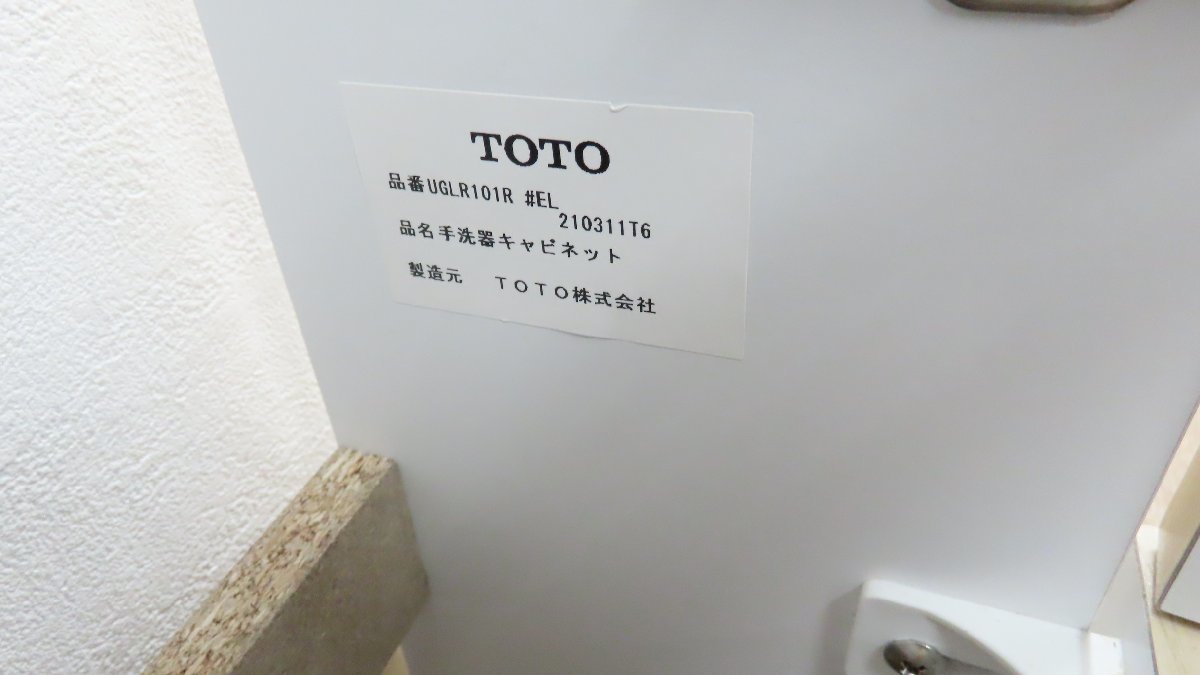 TOTO
品番UGLR101R #EL
210311T6
品名手洗器キャビネット
製造元 TOTO株式会社